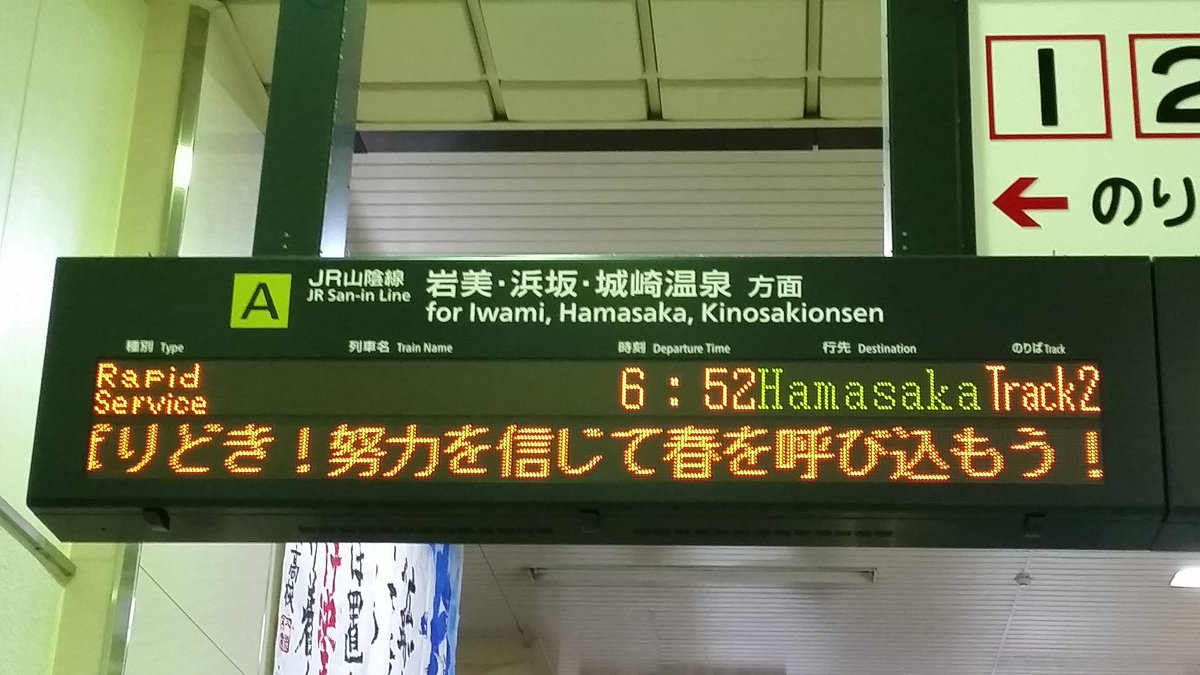 1 2
← のり
A JR山陰線 岩美・浜坂・城崎温泉 方面
JR San-in Line for Iwami, Hamasaka, Kinosakionsen
種別 Type 列車名 Train Name 時刻 Departure Time 行先 Destination のりば Track
Rapid Service 6:52 Hamasaka Track2
りどき!努力を信じて春を呼び込もう!